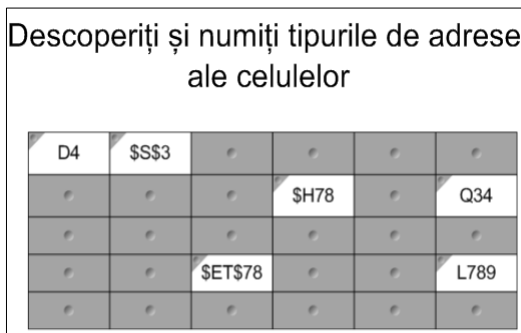 Descoperiți și numiți tipurile de adrese
ale celulelor
D4 $S$3
$H78 Q34
$ET$78 L789